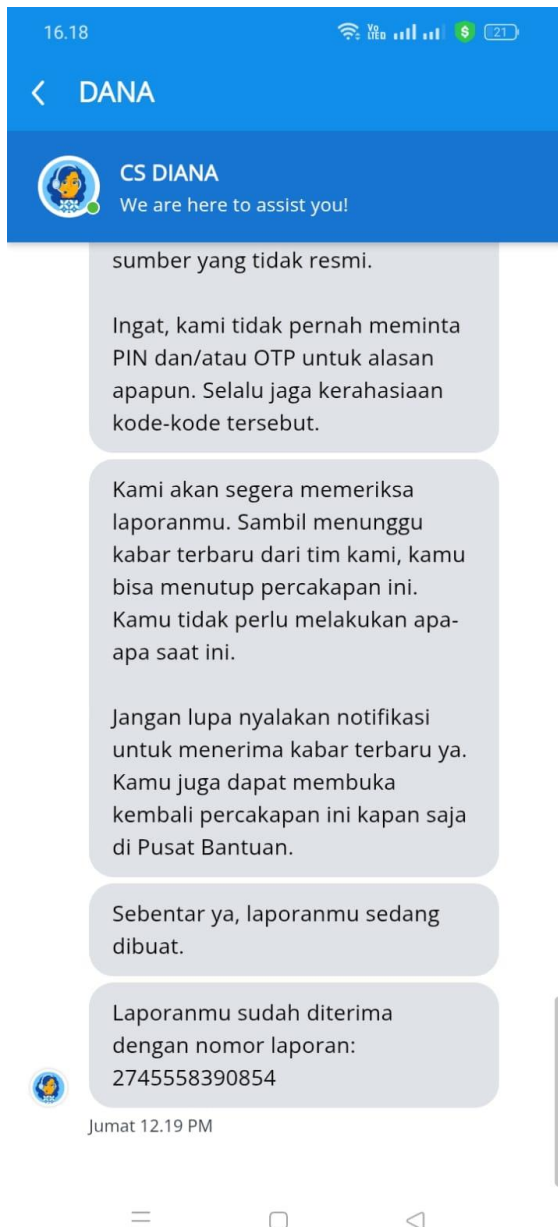 16.18
Vo LTED
$
21
DANA
CS DIANA
We are here to assist you!
sumber yang tidak resmi.
Ingat, kami tidak pernah meminta
PIN dan/atau OTP untuk alasan
apapun. Selalu jaga kerahasiaan
kode-kode tersebut.
Kami akan segera memeriksa
laporanmu. Sambil menunggu
kabar terbaru dari tim kami, kamu
bisa menutup percakapan ini.
Kamu tidak perlu melakukan apa-
apa saat ini.
Jangan lupa nyalakan notifikasi
untuk menerima kabar terbaru ya.
Kamu juga dapat membuka
kembali percakapan ini kapan saja
di Pusat Bantuan.
Sebentar ya, laporanmu sedang
dibuat.
Laporanmu sudah diterima
dengan nomor laporan:
2745558390854
Jumat 12.19 PM